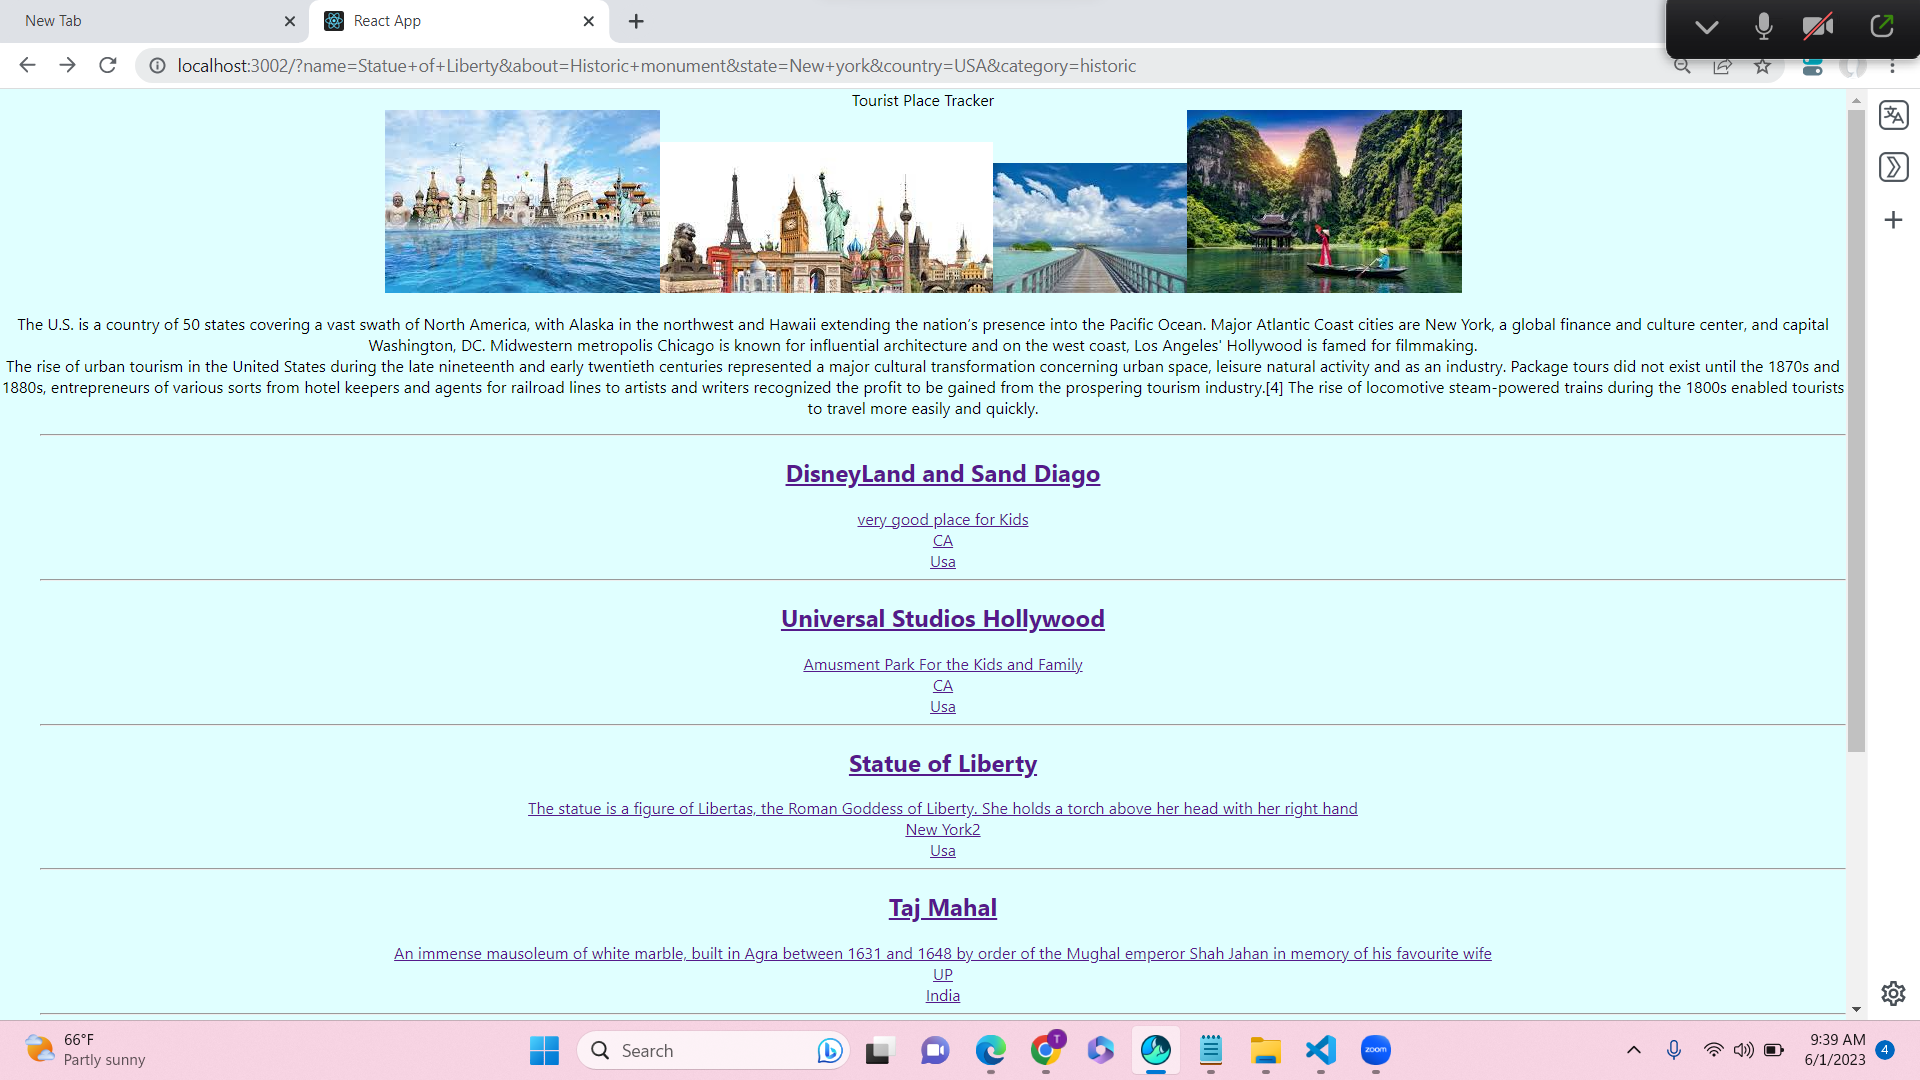 New Tab
React App
localhost:3002/?name=Statue+of+Liberty&about=Historic+monument&state=New+york&country=USA&category=historic
Tourist Place Tracker
The U.S. is a country of 50 states covering a vast swath of North America, with Alaska in the northwest and Hawaii extending the nation’s presence into the Pacific Ocean. Major Atlantic Coast cities are New York, a global finance and culture center, and capital
Washington, DC. Midwestern metropolis Chicago is known for influential architecture and on the west coast, Los Angeles' Hollywood is famed for filmmaking.
The rise of urban tourism in the United States during the late nineteenth and early twentieth centuries represented a major cultural transformation concerning urban space, leisure natural activity and as an industry. Package tours did not exist until the 1870s and
1880s, entrepreneurs of various sorts from hotel keepers and agents for railroad lines to artists and writers recognized the profit to be gained from the prospering tourism industry.[4] The rise of locomotive steam-powered trains during the 1800s enabled tourists
to travel more easily and quickly.
DisneyLand and Sand Diago
very good place for Kids
CA
Usa
Universal Studios Hollywood
Amusment Park For the Kids and Family
CA
Usa
Statue of Liberty
The statue is a figure of Libertas, the Roman Goddess of Liberty. She holds a torch above her head with her right hand
New York2
Usa
Taj Mahal
An immense mausoleum of white marble, built in Agra between 1631 and 1648 by order of the Mughal emperor Shah Jahan in memory of his favourite wife
UP
India
66°F
Partly sunny
Search
T
zoom
9:39 AM
6/1/2023
4